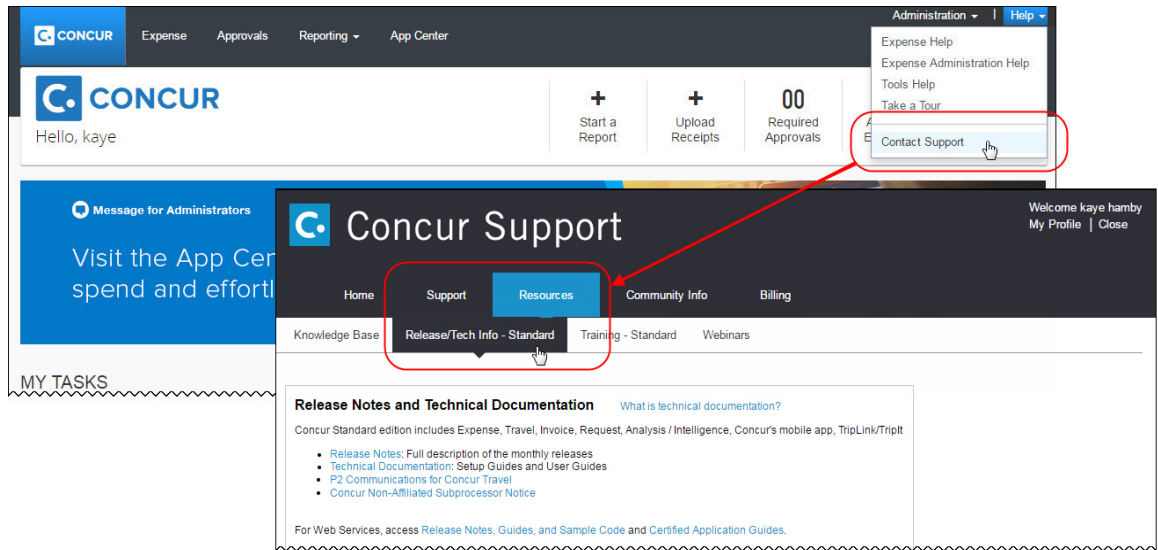 Administration | Help
C. CONCUR Expense Approvals Reporting App Center
Expense Help
Expense Administration Help
Tools Help
Take a Tour
Contact Support
C. CONCUR
Hello, kaye
+ Start a
Report
+ Upload
Receipts
00 Required
Approvals
Message for Administrators
Visit the App Cen
spend and effortl
MY TASKS
C. Concur Support
Welcome kaye hamby
My Profile | Close
Home Support Resources Community Info Billing
Knowledge Base Release/Tech Info - Standard Training - Standard Webinars
Release Notes and Technical Documentation What is technical documentation?
Concur Standard edition includes Expense, Travel, Invoice, Request, Analysis / Intelligence, Concur's mobile app, TripLink/TripIt
• Release Notes: Full description of the monthly releases
• Technical Documentation: Setup Guides and User Guides
• P2 Communications for Concur Travel
• Concur Non-Affiliated Subprocessor Notice
For Web Services, access Release Notes, Guides, and Sample Code and Certified Application Guides.